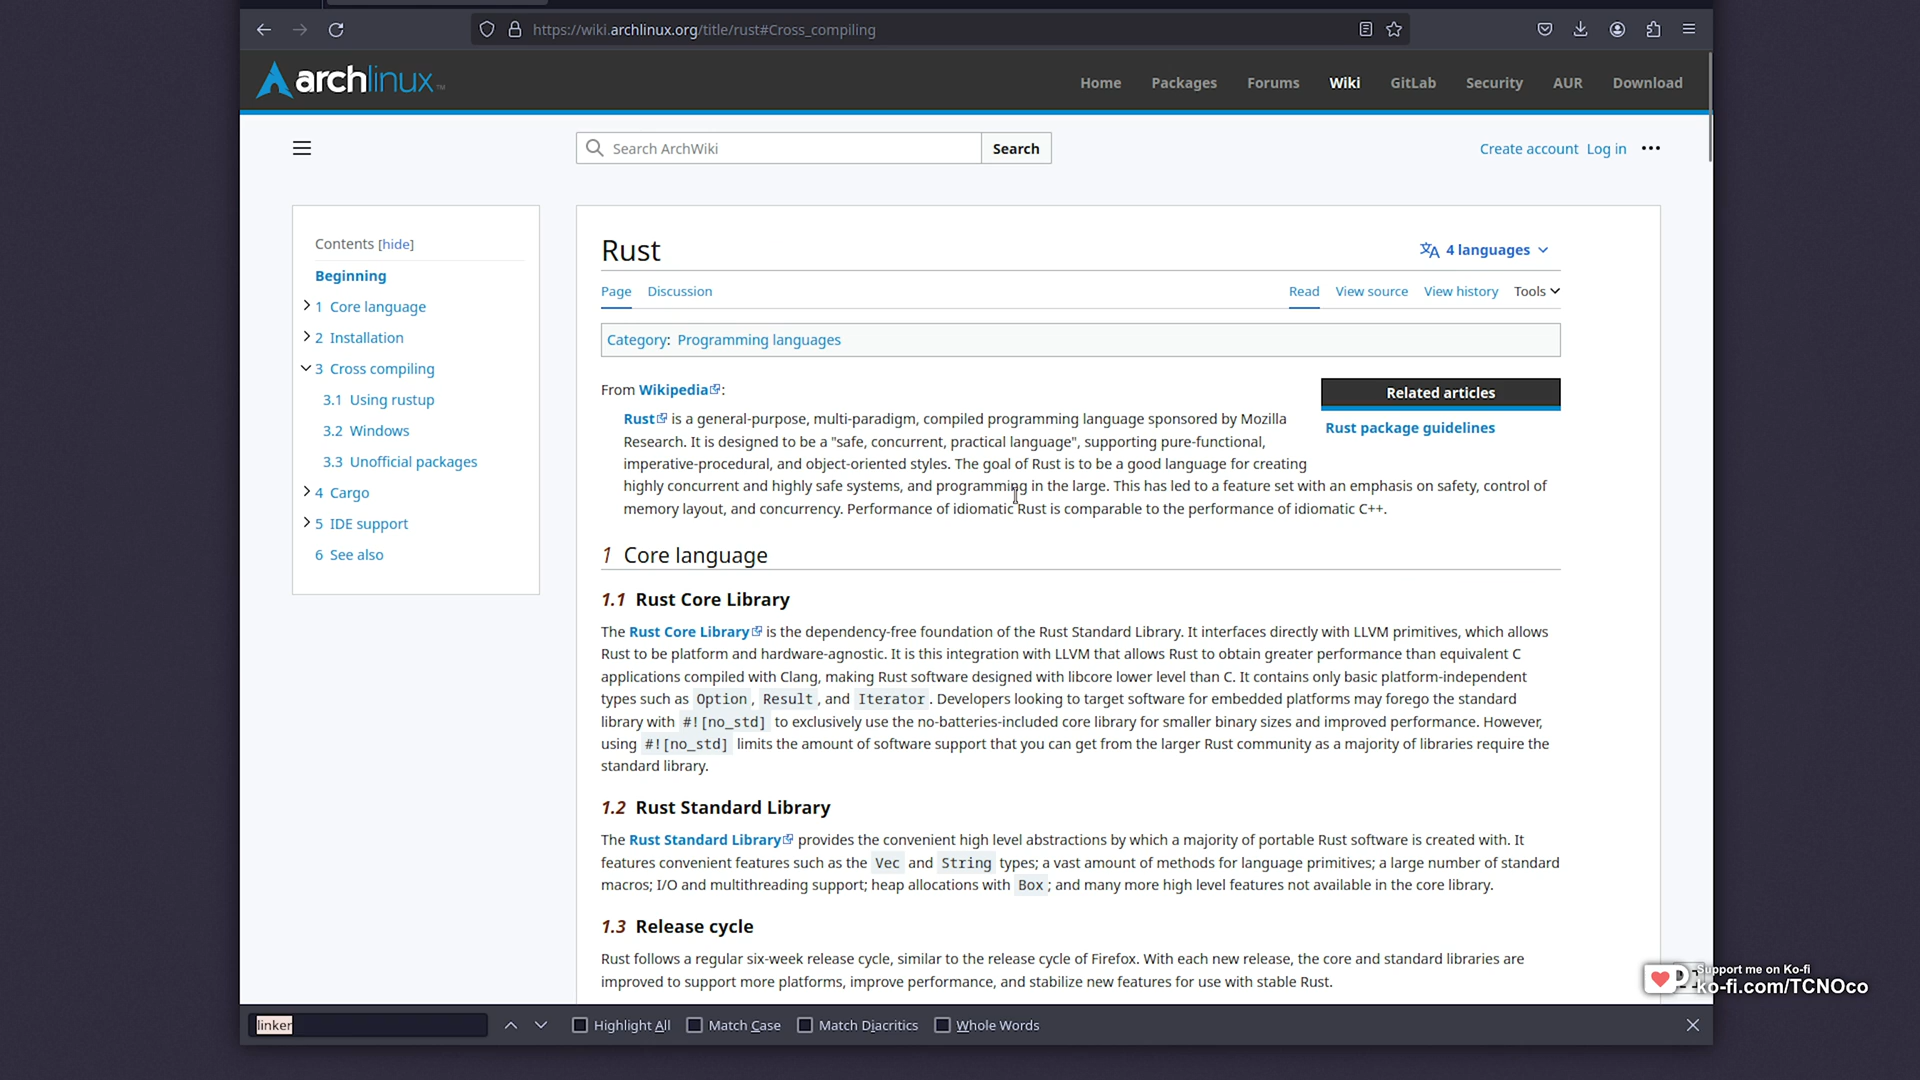 https://wiki.archlinux.org/title/rust#Cross_compiling
archlinux™
Home Packages Forums Wiki GitLab Security AUR Download
Search ArchWiki Search
Create account Log in
Contents [hide]
Beginning
1 Core language
2 Installation
3 Cross compiling
3.1 Using rustup
3.2 Windows
3.3 Unofficial packages
4 Cargo
5 IDE support
6 See also
Rust
4 languages
Page Discussion Read View source View history Tools
Category: Programming languages
Related articles
Rust package guidelines
From Wikipedia:
Rust is a general-purpose, multi-paradigm, compiled programming language sponsored by Mozilla
Research. It is designed to be a "safe, concurrent, practical language", supporting pure-functional,
imperative-procedural, and object-oriented styles. The goal of Rust is to be a good language for creating
highly concurrent and highly safe systems, and programming in the large. This has led to a feature set with an emphasis on safety, control of
memory layout, and concurrency. Performance of idiomatic Rust is comparable to the performance of idiomatic C++.
1 Core language
1.1 Rust Core Library
The Rust Core Library is the dependency-free foundation of the Rust Standard Library. It interfaces directly with LLVM primitives, which allows
Rust to be platform and hardware-agnostic. It is this integration with LLVM that allows Rust to obtain greater performance than equivalent C
applications compiled with Clang, making Rust software designed with libcore lower level than C. It contains only basic platform-independent
types such as Option, Result, and Iterator. Developers looking to target software for embedded platforms may forego the standard
library with #![no_std] to exclusively use the no-batteries-included core library for smaller binary sizes and improved performance. However,
using #![no_std] limits the amount of software support that you can get from the larger Rust community as a majority of libraries require the
standard library.
1.2 Rust Standard Library
The Rust Standard Library provides the convenient high level abstractions by which a majority of portable Rust software is created with. It
features convenient features such as the Vec and String types; a vast amount of methods for language primitives; a large number of standard
macros; I/O and multithreading support; heap allocations with Box; and many more high level features not available in the core library.
1.3 Release cycle
Rust follows a regular six-week release cycle, similar to the release cycle of Firefox. With each new release, the core and standard libraries are
improved to support more platforms, improve performance, and stabilize new features for use with stable Rust.
Support me on Ko-fi
ko-fi.com/TCNOco
linker Highlight All Match Case Match Diacritics Whole Words